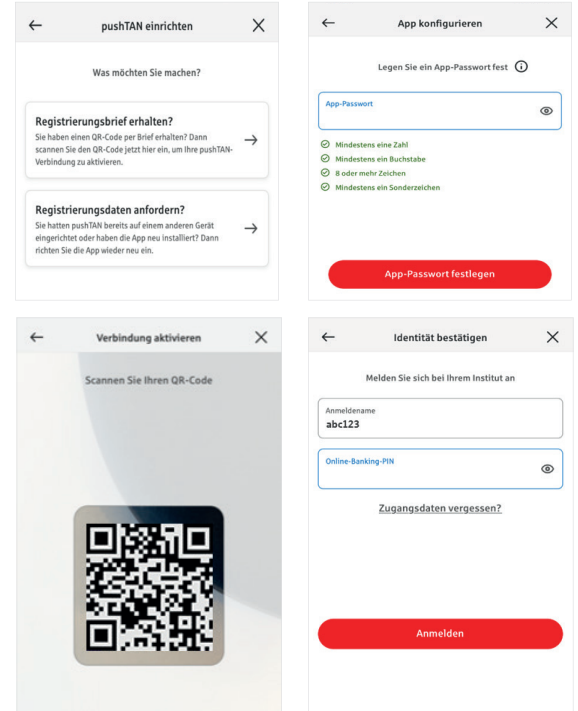 pushTAN einrichten
Was möchten Sie machen?
Registrierungsbrief erhalten?
Sie haben einen QR-Code per Brief erhalten? Dann
scannen Sie den QR-Code jetzt hier ein, um Ihre pushTAN-
Verbindung zu aktivieren.
Registrierungsdaten anfordern?
Sie hatten pushTAN bereits auf einem anderen Gerät
eingerichtet oder haben die App neu installiert? Dann
richten Sie die App wieder neu ein.
App konfigurieren
Legen Sie ein App-Passwort fest
App-Passwort
Mindestens eine Zahl
Mindestens ein Buchstabe
8 oder mehr Zeichen
Mindestens ein Sonderzeichen
App-Passwort festlegen
Verbindung aktivieren
Scannen Sie Ihren QR-Code
Identität bestätigen
Melden Sie sich bei Ihrem Institut an
Anmeldename
abc123
Online-Banking-PIN
Zugangsdaten vergessen?
Anmelden